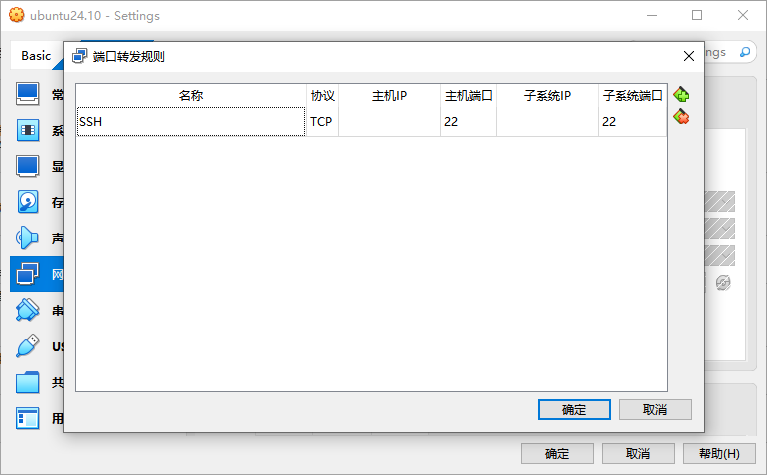 ubuntu24.10 - Settings
Basic
ngs
端口转发规则
名称 协议 主机IP 主机端口 子系统IP 子系统端口
SSH TCP 22 22
常
系
显
存
声
网
串
US
共
用
确定 取消
确定 取消 帮助(H)